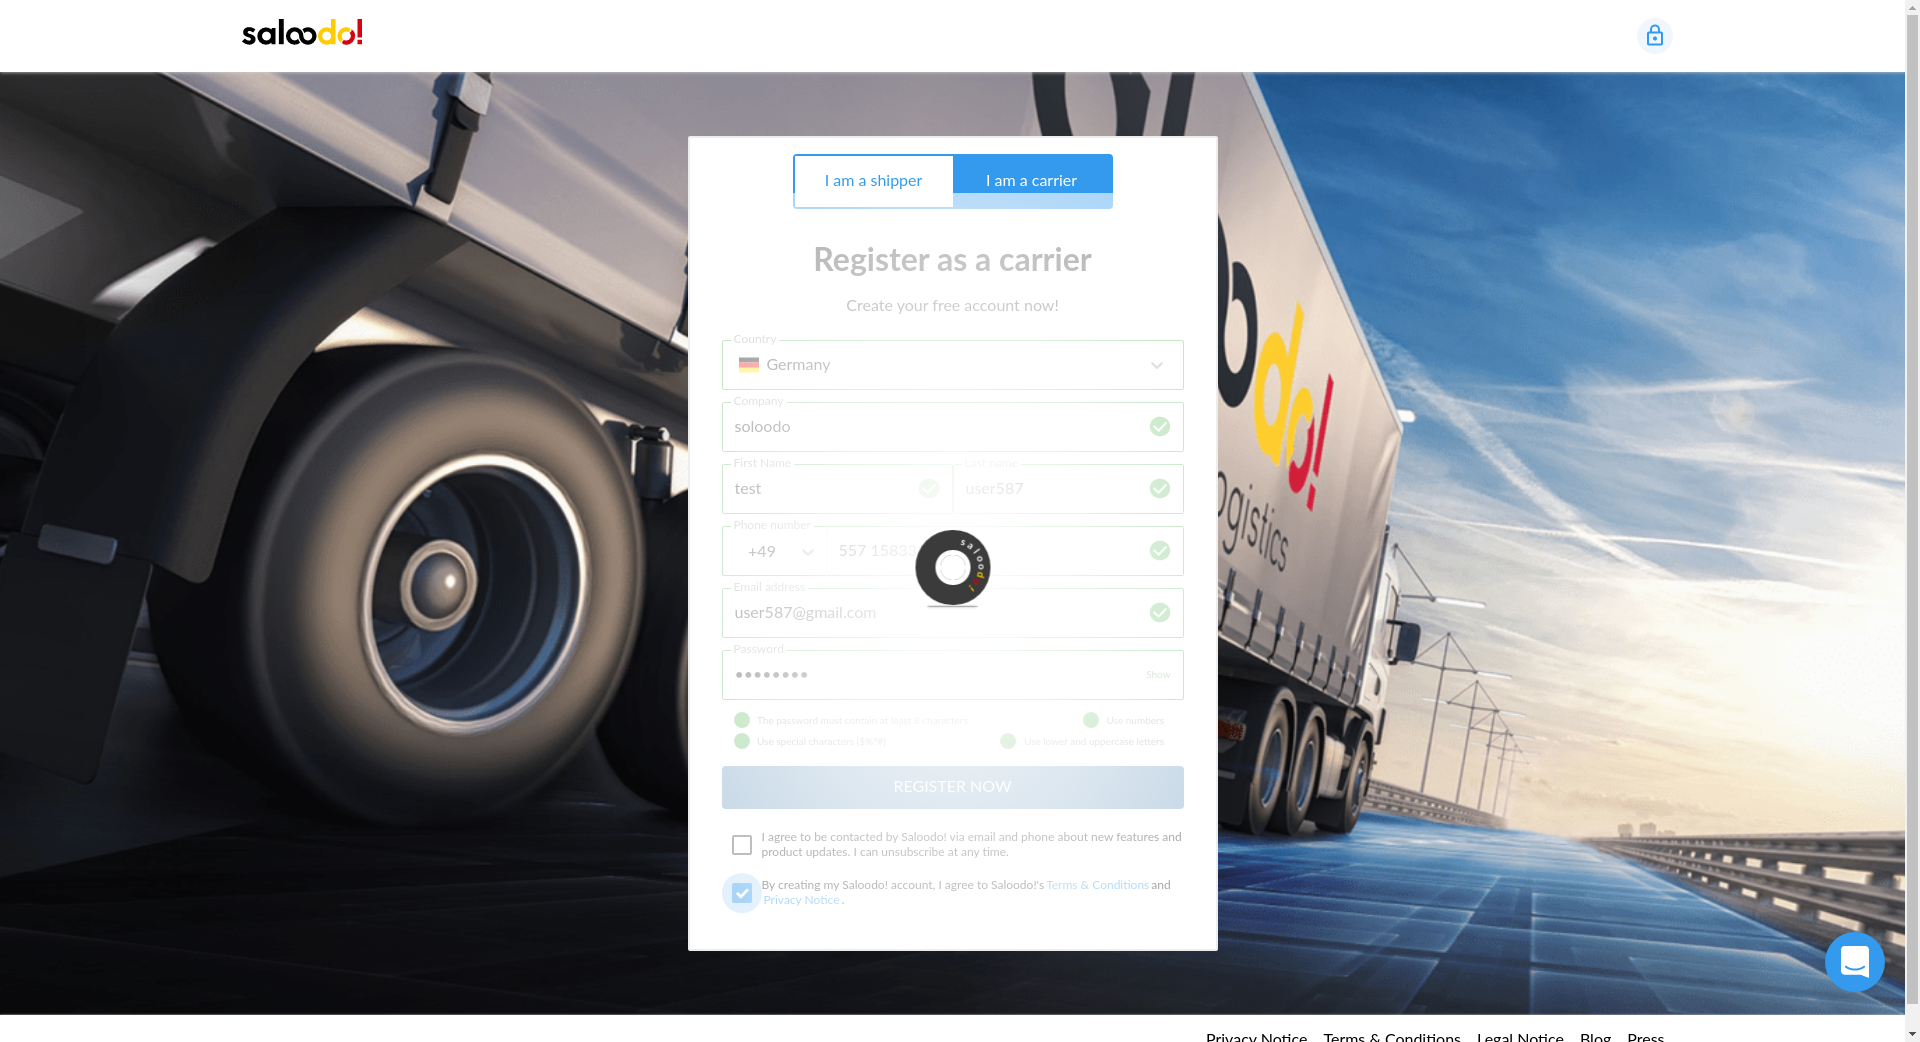 saloodo!
I am a shipper
I am a carrier
Register as a carrier
Create your free account now!
Country
Germany
Company
soloodo
First Name
Last name
test
user587
Phone number
+49
557 15833
Email address
user587@gmail.com
Password
Show
The password must contain at least 8 characters
Use numbers
Use special characters ($%^#)
Use lower and uppercase letters
REGISTER NOW
I agree to be contacted by Saloodo! via email and phone about new features and
product updates. I can unsubscribe at any time.
By creating my Saloodo! account, I agree to Saloodo!'s Terms & Conditions and
Privacy Notice.
saloodo!
logistics
Privacy Notice
Terms & Conditions
Legal Notice
Blog
Press